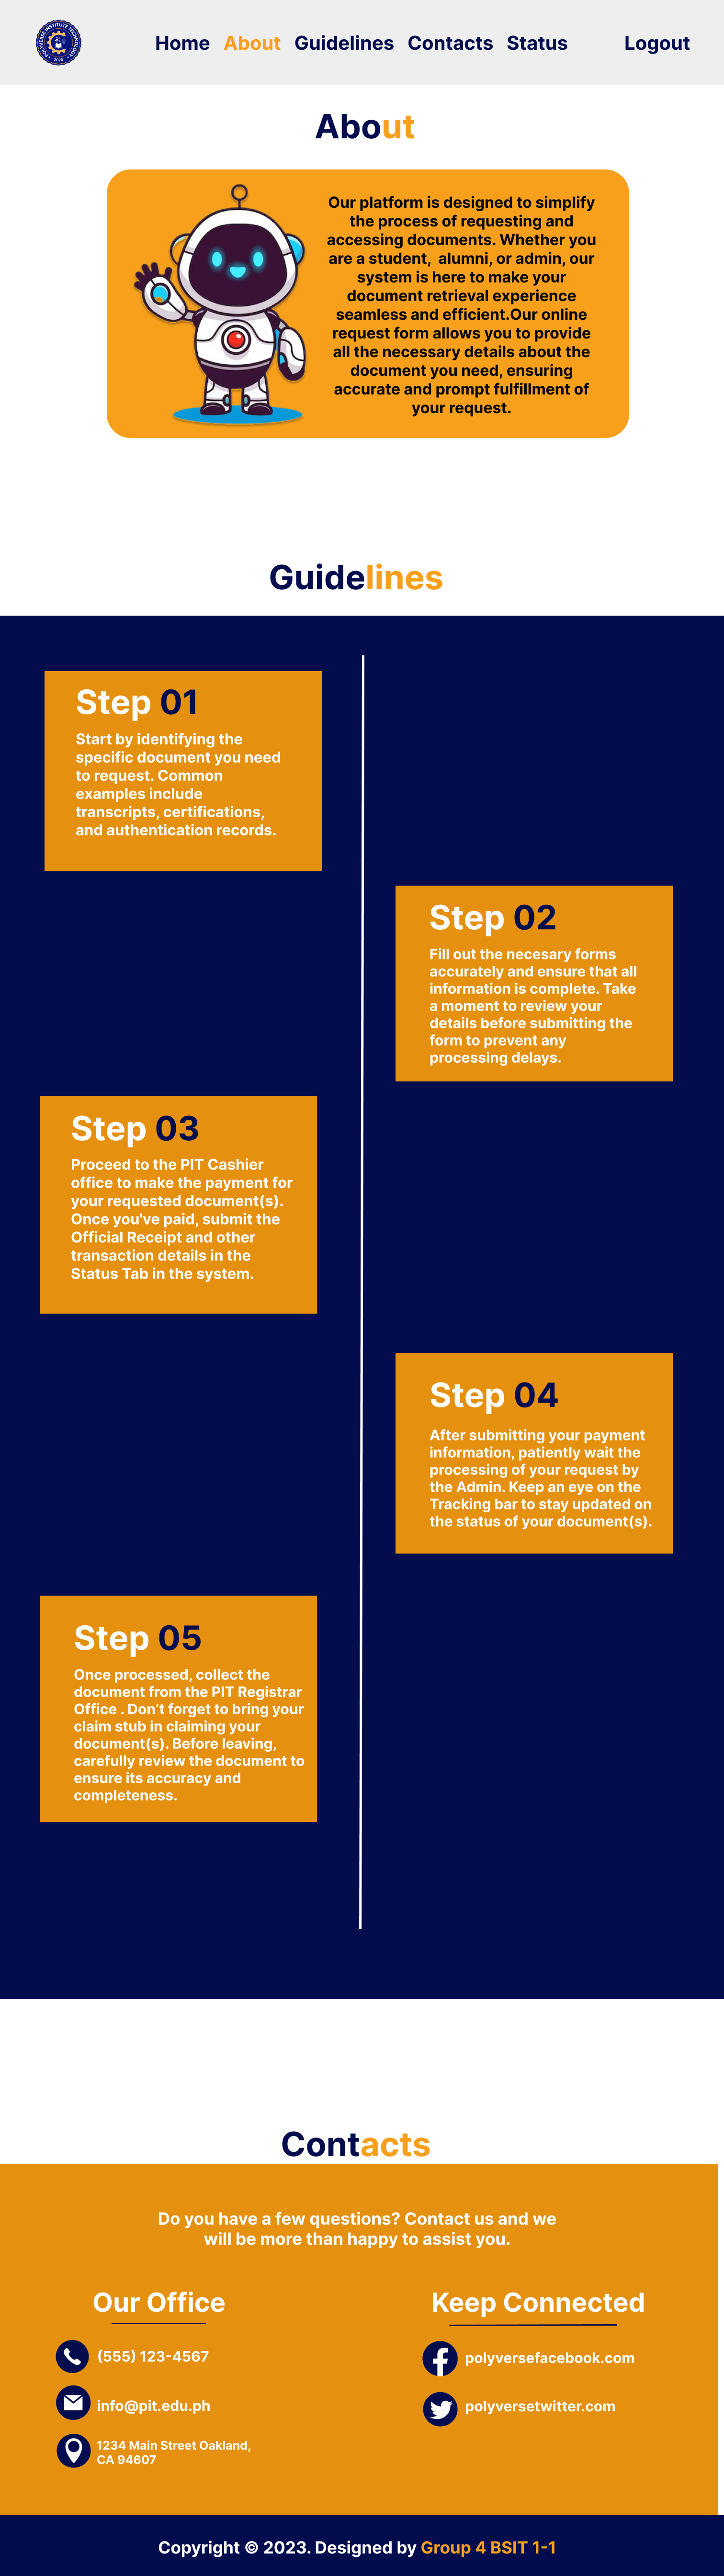 POLYVERSE INSTITUTE TECHNOLOGY
2023
Home About Guidelines Contacts Status Logout
About
Our platform is designed to simplify
the process of requesting and
accessing documents. Whether you
are a student, alumni, or admin, our
system is here to make your
document retrieval experience
seamless and efficient.Our online
request form allows you to provide
all the necessary details about the
document you need, ensuring
accurate and prompt fulfillment of
your request.
Guidelines
Step 01
Start by identifying the
specific document you need
to request. Common
examples include
transcripts, certifications,
and authentication records.
Step 02
Fill out the necesary forms
accurately and ensure that all
information is complete. Take
a moment to review your
details before submitting the
form to prevent any
processing delays.
Step 03
Proceed to the PIT Cashier
office to make the payment for
your requested document(s).
Once you've paid, submit the
Official Receipt and other
transaction details in the
Status Tab in the system.
Step 04
After submitting your payment
information, patiently wait the
processing of your request by
the Admin. Keep an eye on the
Tracking bar to stay updated on
the status of your document(s).
Step 05
Once processed, collect the
document from the PIT Registrar
Office . Don't forget to bring your
claim stub in claiming your
document(s). Before leaving,
carefully review the document to
ensure its accuracy and
completeness.
Contacts
Do you have a few questions? Contact us and we
will be more than happy to assist you.
Our Office
(555) 123-4567
info@pit.edu.ph
1234 Main Street Oakland,
CA 94607
Keep Connected
polyversefacebook.com
polyversetwitter.com
Copyright © 2023. Designed by Group 4 BSIT 1-1